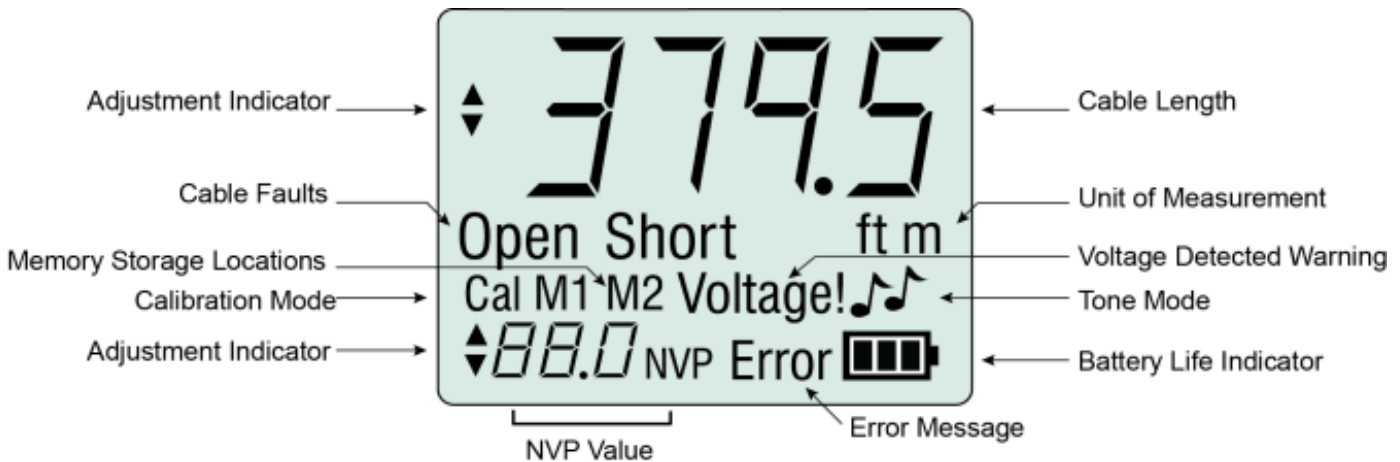 379.5
Adjustment Indicator
Cable Length
Cable Faults
Unit of Measurement
Open Short ft m
Memory Storage Locations
Voltage Detected Warning
Cal M1 M2 Voltage!
Calibration Mode
Tone Mode
Adjustment Indicator
88.0 NVP Error
Battery Life Indicator
Error Message
NVP Value